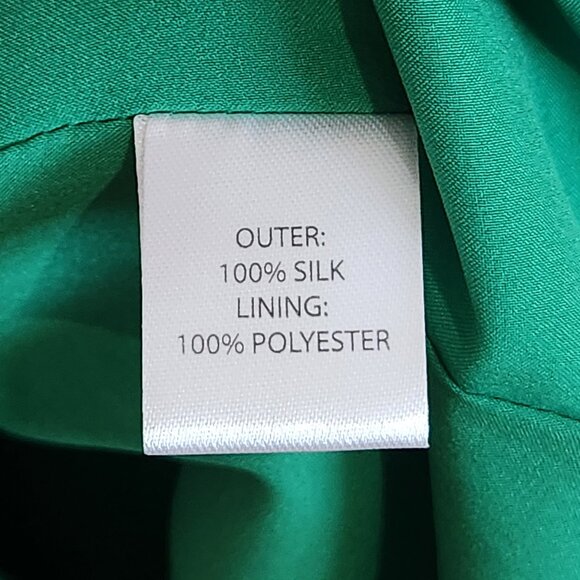 OUTER:
100% SILK
LINING:
100% POLYESTER